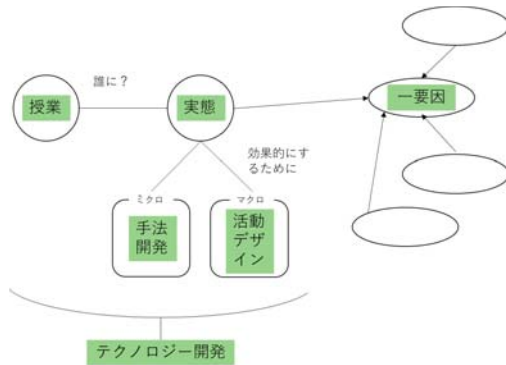 誰に？
授業
実態
一要因
効果的にす
るために
ミクロ
マクロ
手法
開発
活動
デザ
イン
テクノロジー開発